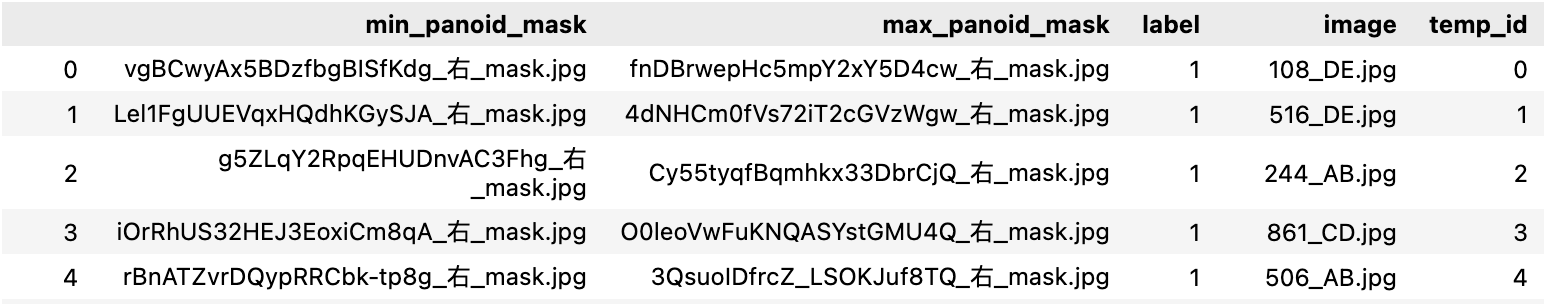 min_panoid_mask max_panoid_mask label image temp_id
0 vgBCwyAx5BDzfbgBlSfKdg_右_mask.jpg fnDBrwepHc5mpY2xY5D4cw_右_mask.jpg 1 108_DE.jpg 0
1 Lel1FgUUEVqxHQdhKGySJA_右_mask.jpg 4dNHCm0fVs72iT2cGVzWgw_右_mask.jpg 1 516_DE.jpg 1
2 g5ZLqY2RpqEHUDnvAC3Fhg_右 Cy55tyqfBqmhkx33DbrCjQ_右_mask.jpg 1 244_AB.jpg 2
_mask.jpg
3 iOrRhUS32HEJ3EoxiCm8qA_右_mask.jpg O0leoVwFuKNQASYstGMU4Q_右_mask.jpg 1 861_CD.jpg 3
4 rBnATZvrDQypRRCbk-tp8g_右_mask.jpg 3QsuoIDfrcZ_LSOKJuf8TQ_右_mask.jpg 1 506_AB.jpg 4